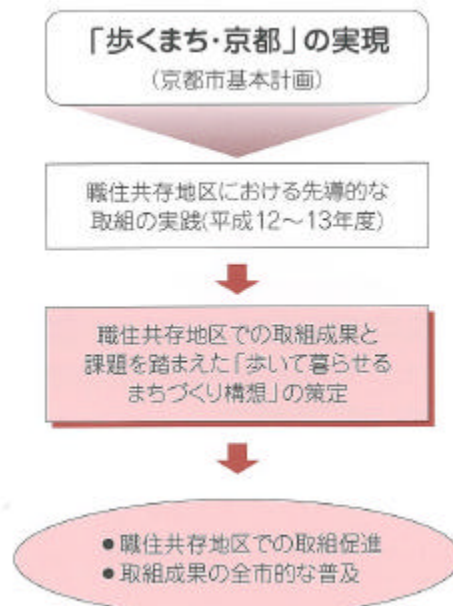 「歩くまち・京都」の実現
(京都市基本計画)
職住共存地区における先導的な
取組の実践(平成12～13年度)
職住共存地区での取組成果と
課題を踏まえた「歩いて暮らせる
まちづくり構想」の策定
●職住共存地区での取組促進
●取組成果の全市的な普及